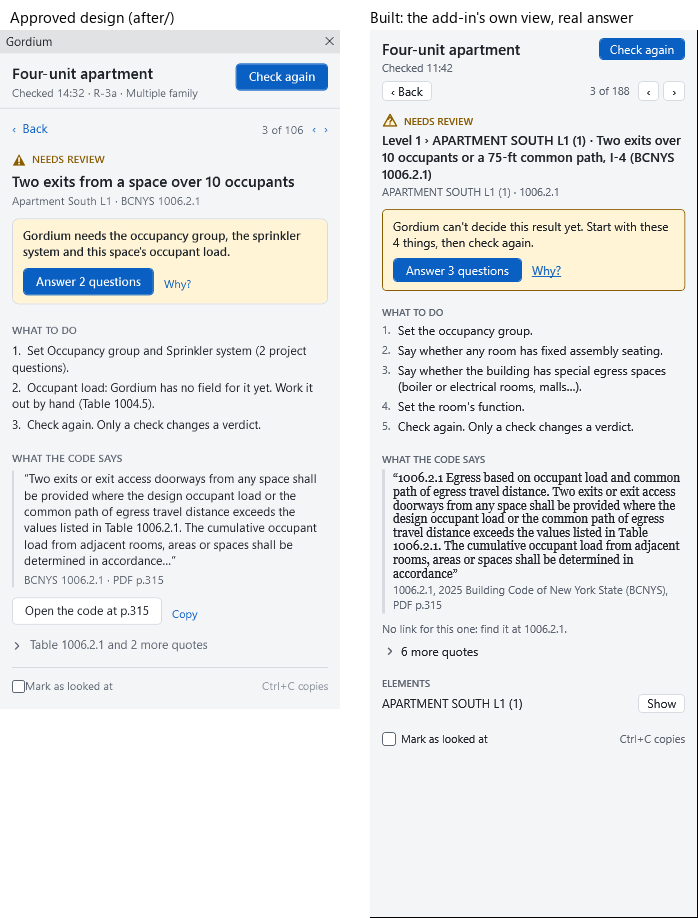 Approved design (after/)
Gordium
Four-unit apartment
Check again
Checked 14:32 · R-3a · Multiple family
‹ Back
3 of 106 ‹ ›
NEEDS REVIEW
Two exits from a space over 10 occupants
Apartment South L1 · BCNYS 1006.2.1
Gordium needs the occupancy group, the sprinkler
system and this space's occupant load.
Answer 2 questions
Why?
WHAT TO DO
1. Set Occupancy group and Sprinkler system (2 project
questions).
2. Occupant load: Gordium has no field for it yet. Work it
out by hand (Table 1004.5).
3. Check again. Only a check changes a verdict.
WHAT THE CODE SAYS
"Two exits or exit access doorways from any space shall
be provided where the design occupant load or the
common path of egress travel distance exceeds the
values listed in Table 1006.2.1. The cumulative occupant
load from adjacent rooms, areas or spaces shall be
determined in accordance…"
BCNYS 1006.2.1 · PDF p.315
Open the code at p.315
Copy
› Table 1006.2.1 and 2 more quotes
Mark as looked at
Ctrl+C copies
Built: the add-in's own view, real answer
Four-unit apartment
Check again
Checked 11:42
‹ Back
3 of 188 ‹ ›
NEEDS REVIEW
Level 1 › APARTMENT SOUTH L1 (1) · Two exits over
10 occupants or a 75-ft common path, I-4 (BCNYS
1006.2.1)
APARTMENT SOUTH L1 (1) · 1006.2.1
Gordium can't decide this result yet. Start with these
4 things, then check again.
Answer 3 questions
Why?
WHAT TO DO
1. Set the occupancy group.
2. Say whether any room has fixed assembly seating.
3. Say whether the building has special egress spaces
(boiler or electrical rooms, malls...).
4. Set the room's function.
5. Check again. Only a check changes a verdict.
WHAT THE CODE SAYS
“1006.2.1 Egress based on occupant load and common
path of egress travel distance. Two exits or exit access
doorways from any space shall be provided where the
design occupant load or the common path of egress
travel distance exceeds the values listed in Table
1006.2.1. The cumulative occupant load from adjacent
rooms, areas or spaces shall be determined in
accordance”
1006.2.1, 2025 Building Code of New York State (BCNYS),
PDF p.315
No link for this one: find it at 1006.2.1.
› 6 more quotes
ELEMENTS
APARTMENT SOUTH L1 (1)
Show
Mark as looked at
Ctrl+C copies